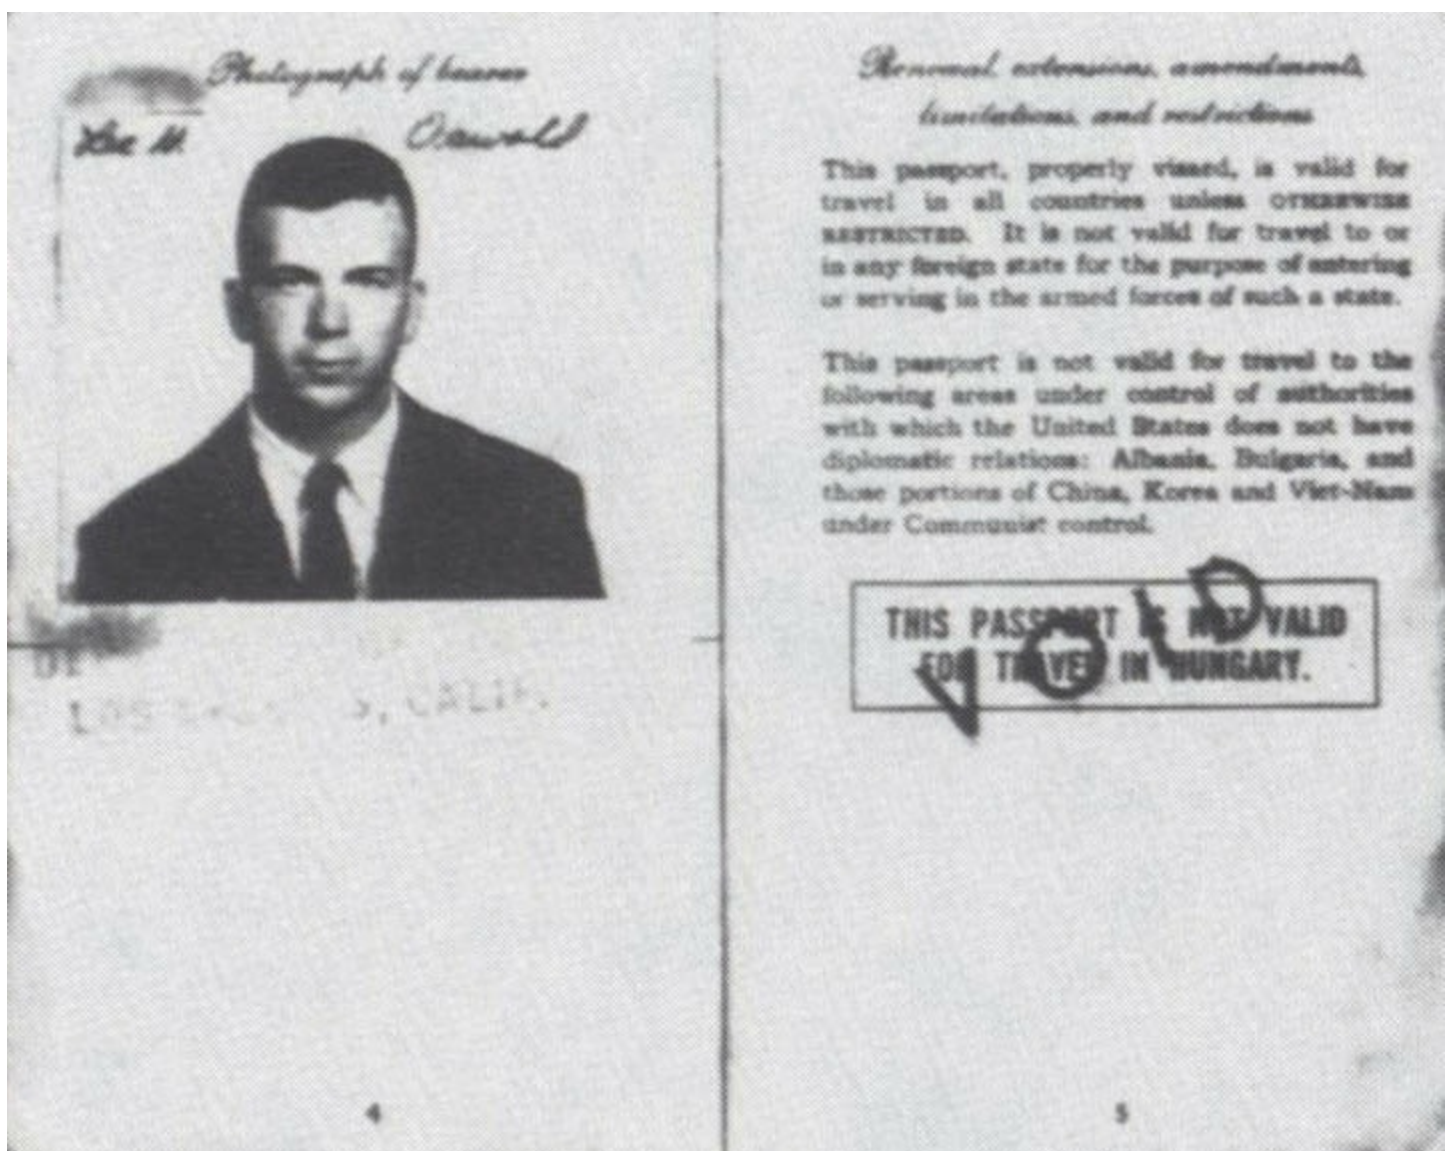 Photograph of bearer
Lee H. Oswald
LOS , CALIF.
4
Renewal, extensions, amendments,
limitations, and restrictions
This passport, properly visaed, is valid for
travel in all countries unless OTHERWISE
RESTRICTED. It is not valid for travel to or
in any foreign state for the purpose of entering
or serving in the armed forces of such a state.
This passport is not valid for travel to the
following areas under control of authorities
with which the United States does not have
diplomatic relations: Albania, Bulgaria, and
those portions of China, Korea and Viet-Nam
under Communist control.
THIS PASSPORT IS NOT VALID
FOR TRAVEL IN HUNGARY.
VOID
5